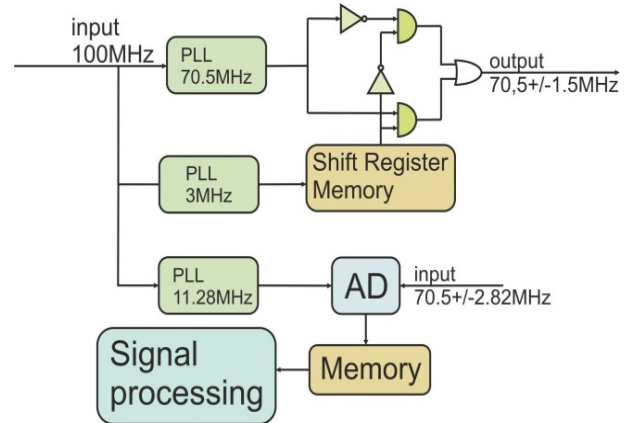 input
100MHz
PLL
70.5MHz
output
70,5+/-1.5MHz
Shift Register
Memory
PLL
3MHz
PLL
11.28MHz
AD
input
70.5+/-2.82MHz
Signal
processing
Memory